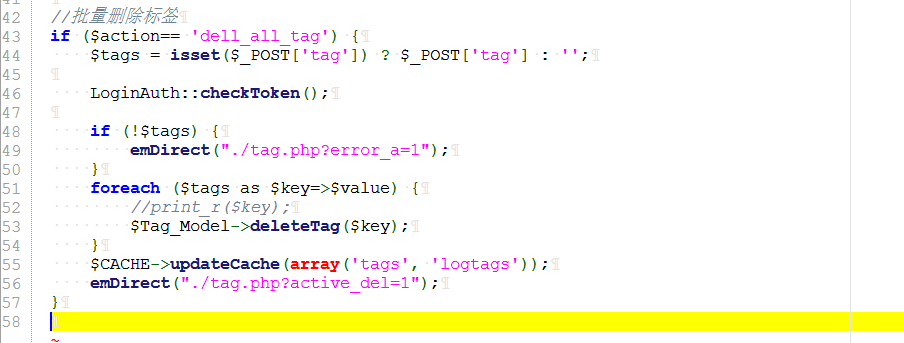 41
42 //批量删除标签
43 if ($action== 'dell_all_tag') {
44     $tags = isset($_POST['tag']) ? $_POST['tag'] : '';
45
46     LoginAuth::checkToken();
47
48     if (!$tags) {
49         emDirect("./tag.php?error_a=1");
50     }
51     foreach ($tags as $key=>$value) {
52         //print_r($key);
53         $Tag_Model->deleteTag($key);
54     }
55     $CACHE->updateCache(array('tags', 'logtags'));
56     emDirect("./tag.php?active_del=1");
57 }
58
~